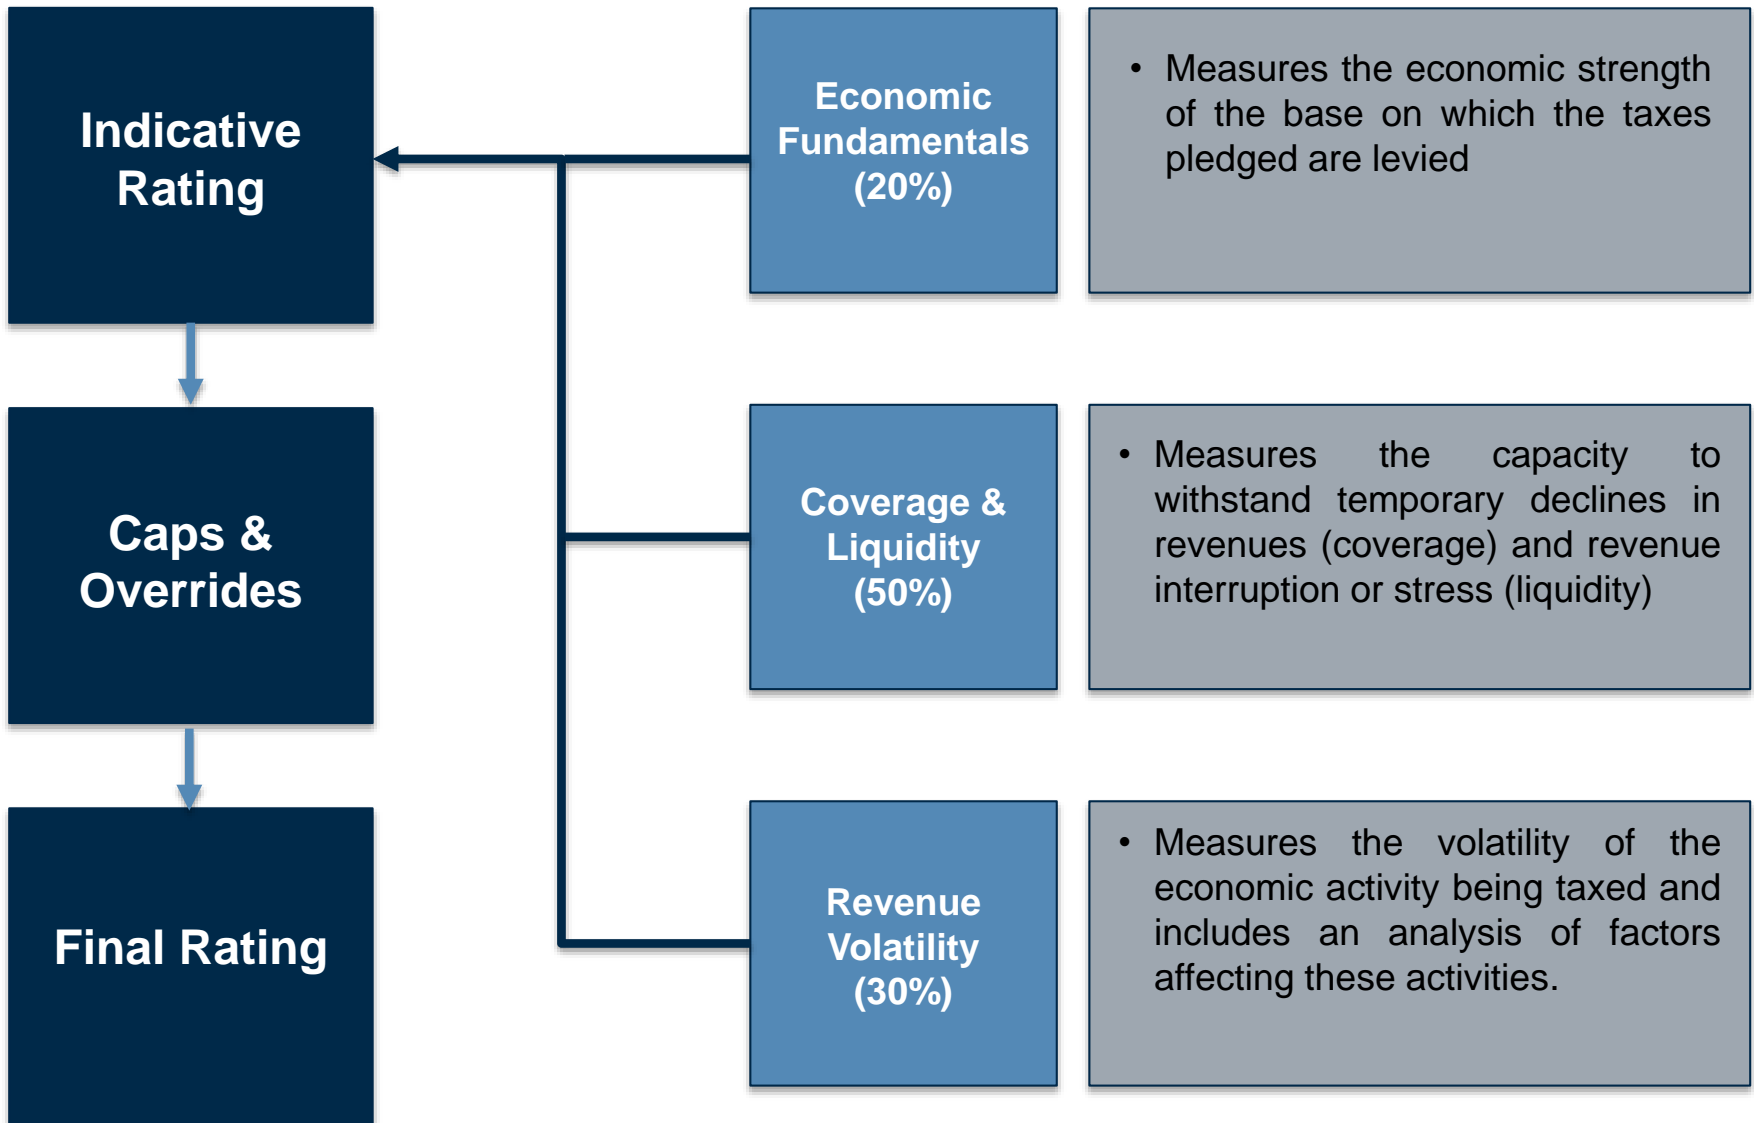 Indicative
Rating
Economic
Fundamentals
(20%)
• Measures the economic strength
of the base on which the taxes
pledged are levied
Caps &
Overrides
Coverage &
Liquidity
(50%)
• Measures the capacity to
withstand temporary declines in
revenues (coverage) and revenue
interruption or stress (liquidity)
Final Rating
Revenue
Volatility
(30%)
• Measures the volatility of the
economic activity being taxed and
includes an analysis of factors
affecting these activities.